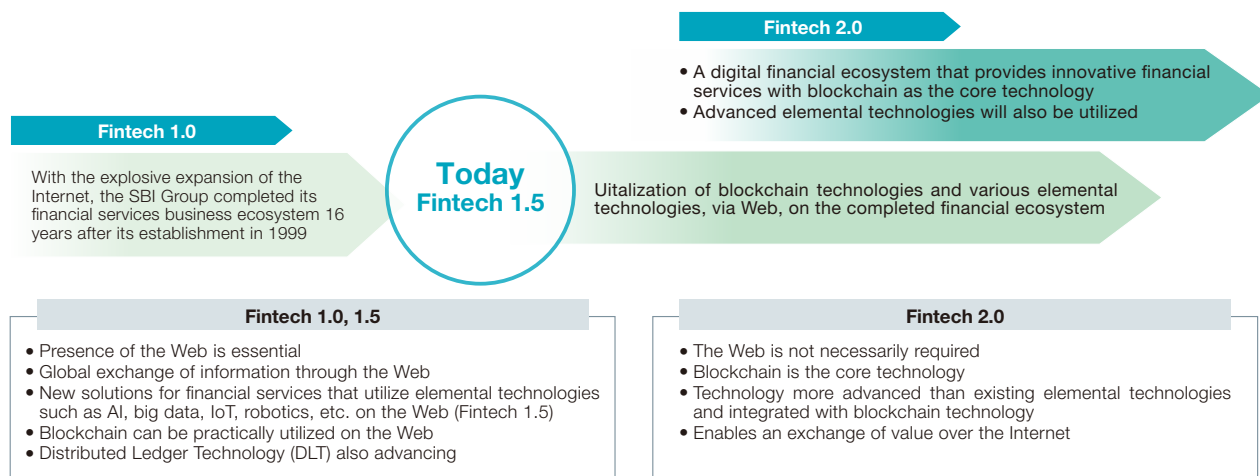 Fintech 1.0
With the explosive expansion of the
Internet, the SBI Group completed its
financial services business ecosystem 16
years after its establishment in 1999
Today
Fintech 1.5
Fintech 2.0
• A digital financial ecosystem that provides innovative financial
services with blockchain as the core technology
• Advanced elemental technologies will also be utilized
Uitalization of blockchain technologies and various elemental
technologies, via Web, on the completed financial ecosystem
Fintech 1.0, 1.5
• Presence of the Web is essential
• Global exchange of information through the Web
• New solutions for financial services that utilize elemental technologies
such as AI, big data, IoT, robotics, etc. on the Web (Fintech 1.5)
• Blockchain can be practically utilized on the Web
• Distributed Ledger Technology (DLT) also advancing
Fintech 2.0
• The Web is not necessarily required
• Blockchain is the core technology
• Technology more advanced than existing elemental technologies
and integrated with blockchain technology
• Enables an exchange of value over the Internet